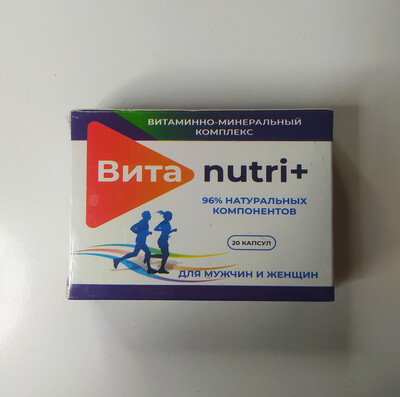 ВИТАМИННО-МИНЕРАЛЬНЫЙ
КОМПЛЕКС
Вита nutri+
96% НАТУРАЛЬНЫХ
КОМПОНЕНТОВ
20 КАПСУЛ
ДЛЯ МУЖЧИН И ЖЕНЩИН